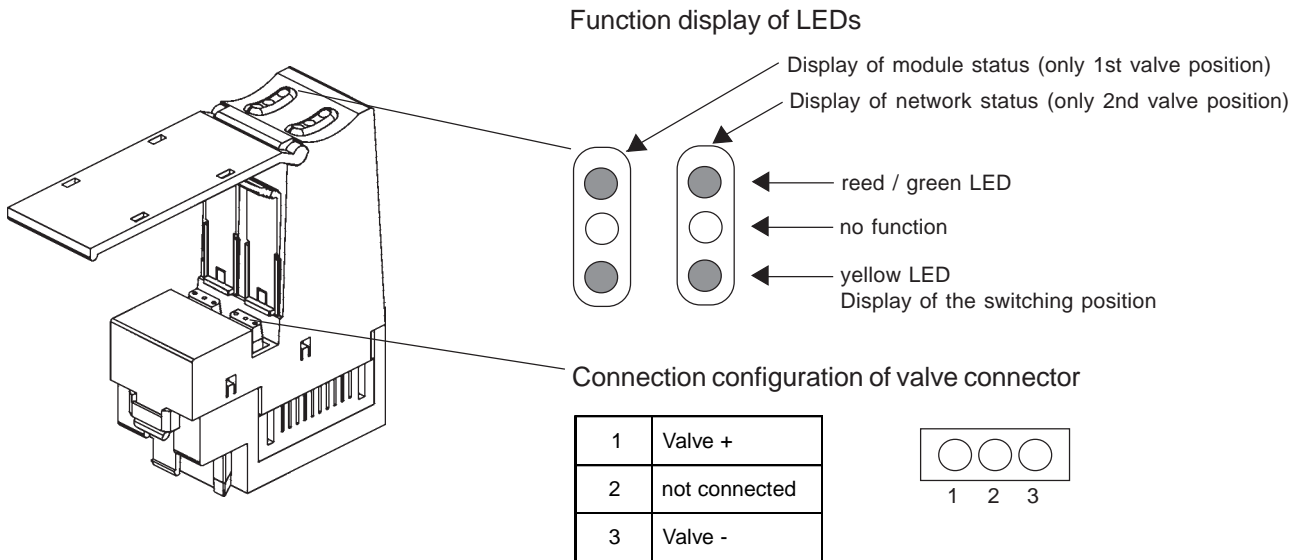 Function display of LEDs
Display of module status (only 1st valve position)
Display of network status (only 2nd valve position)
reed / green LED
no function
yellow LED
Display of the switching position
Connection configuration of valve connector
1 Valve +
2 not connected
3 Valve -
1 2 3